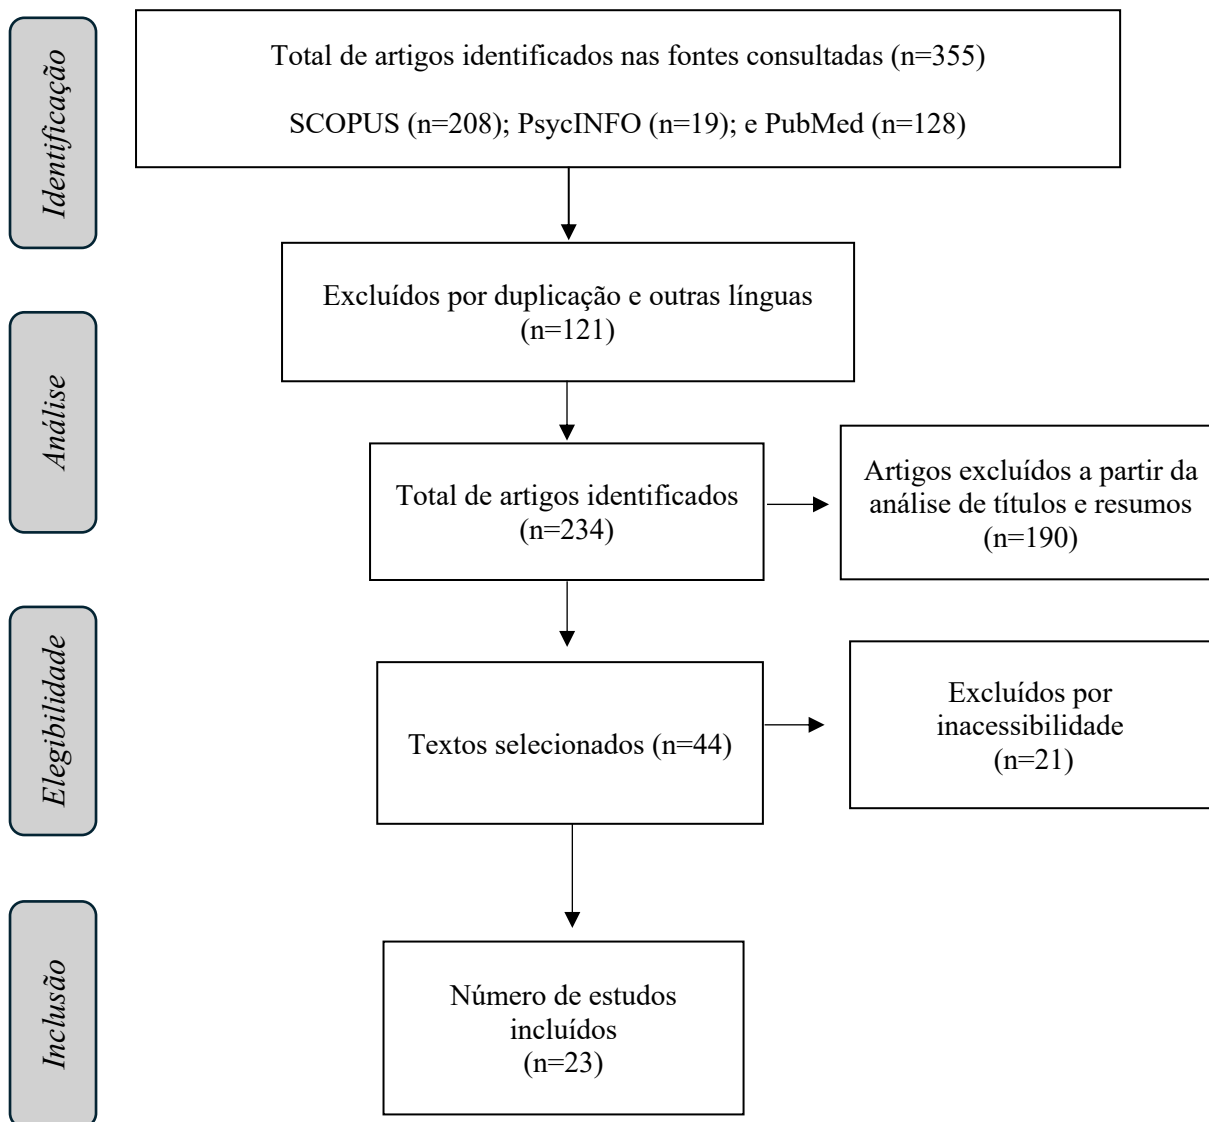 Identificação
Total de artigos identificados nas fontes consultadas (n=355)
SCOPUS (n=208); PsycINFO (n=19); e PubMed (n=128)
Excluídos por duplicação e outras línguas
(n=121)
Análise
Total de artigos identificados
(n=234)
Artigos excluídos a partir da
análise de títulos e resumos
(n=190)
Elegibilidade
Textos selecionados (n=44)
Excluídos por
inacessibilidade
(n=21)
Inclusão
Número de estudos
incluídos
(n=23)